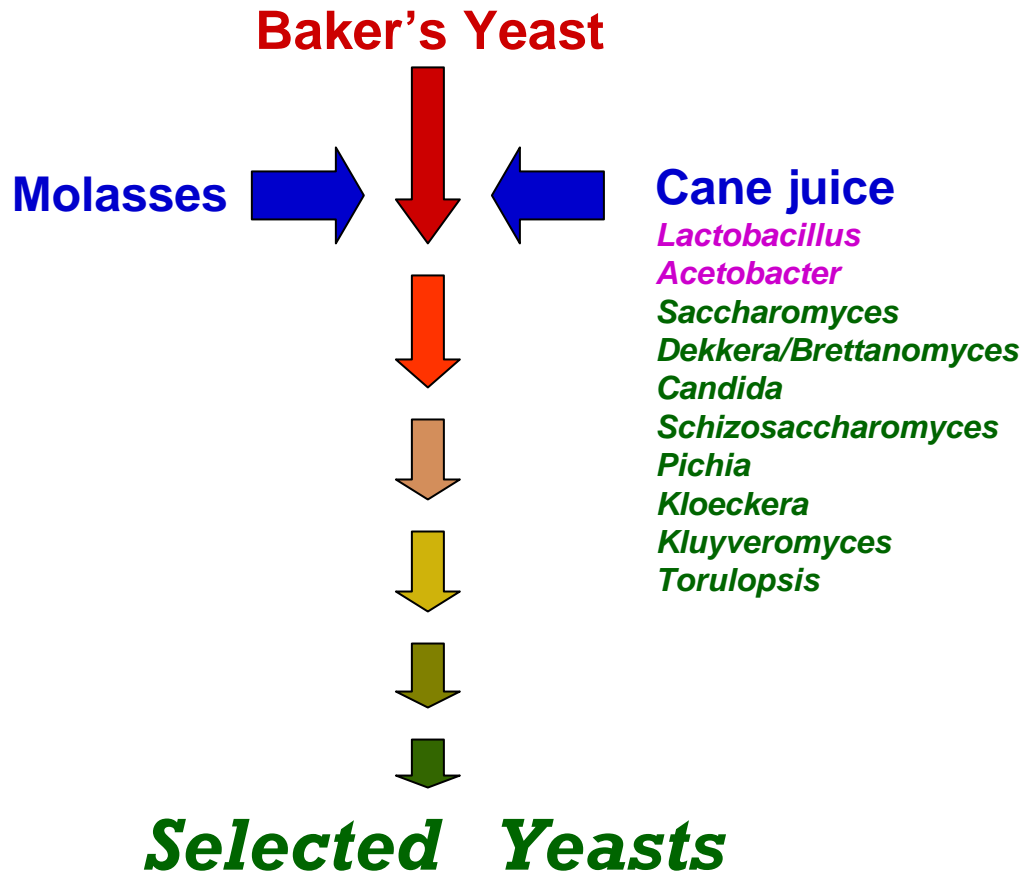 Baker’s Yeast
Molasses
Cane juice
Lactobacillus
Acetobacter
Saccharomyces
Dekkera/Brettanomyces
Candida
Schizosaccharomyces
Pichia
Kloeckera
Kluyveromyces
Torulopsis
Selected Yeasts